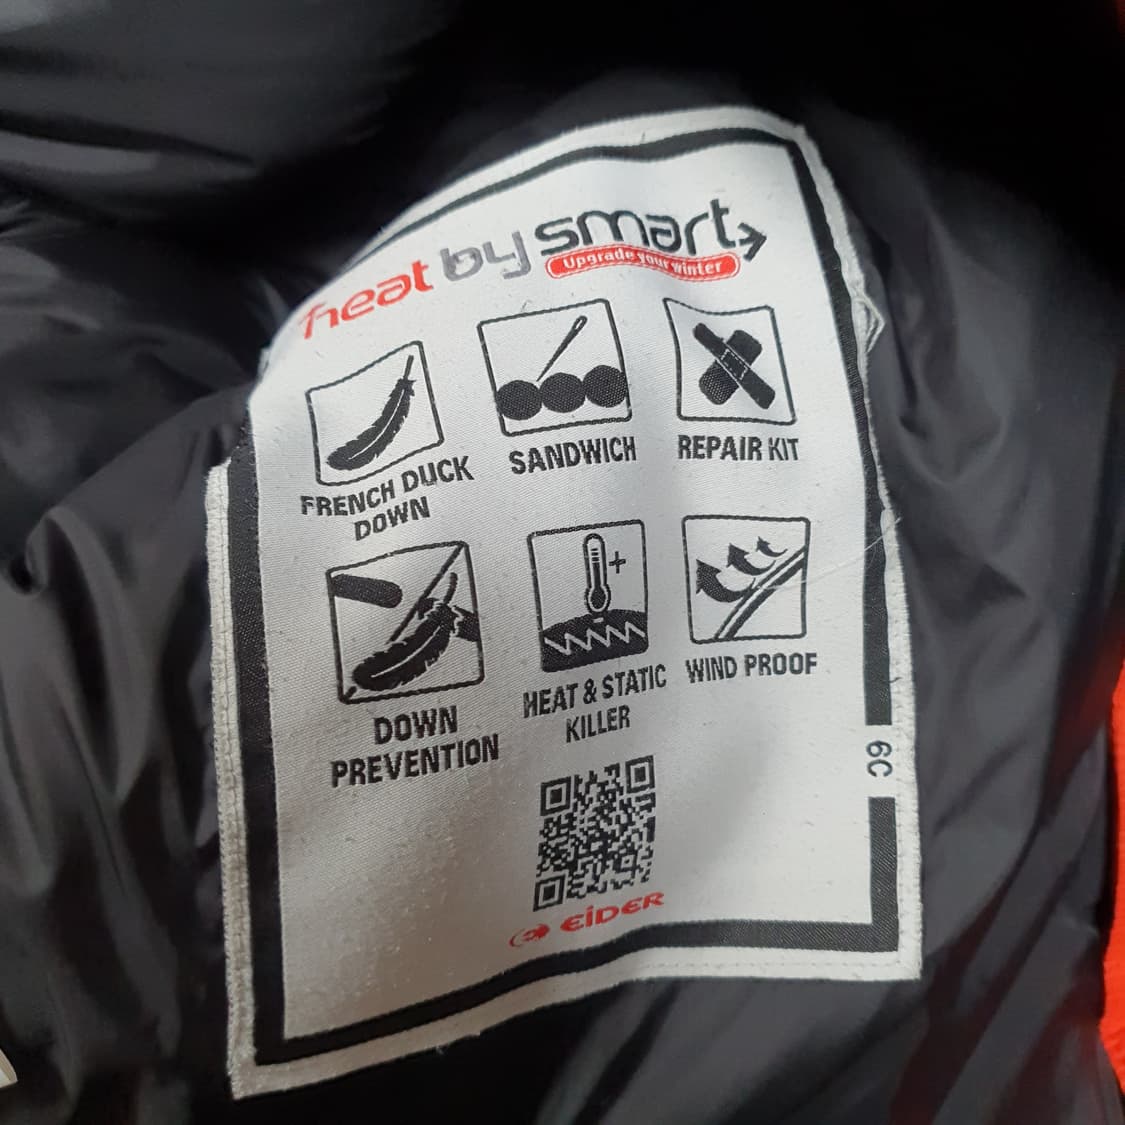 heat by smart
Upgrade your winter
FRENCH DUCK
DOWN
SANDWICH
REPAIR KIT
DOWN
PREVENTION
HEAT & STATIC
KILLER
WIND PROOF
6C
EiDER